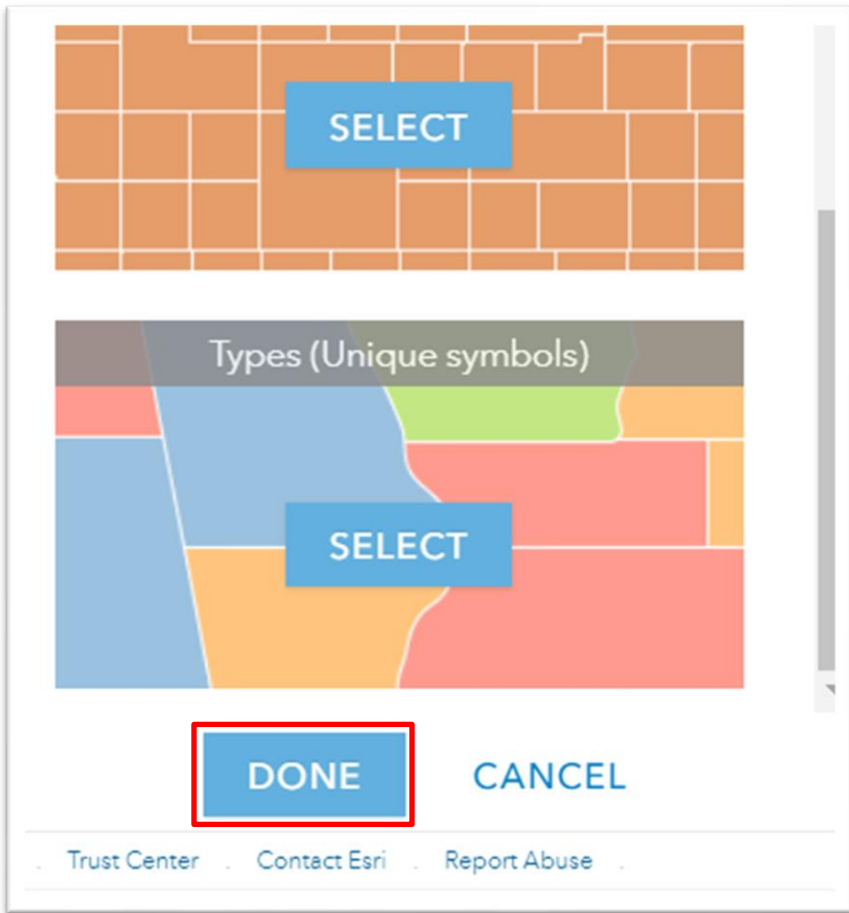 SELECT
Types (Unique symbols)
SELECT
DONE CANCEL
Trust Center . Contact Esri . Report Abuse .